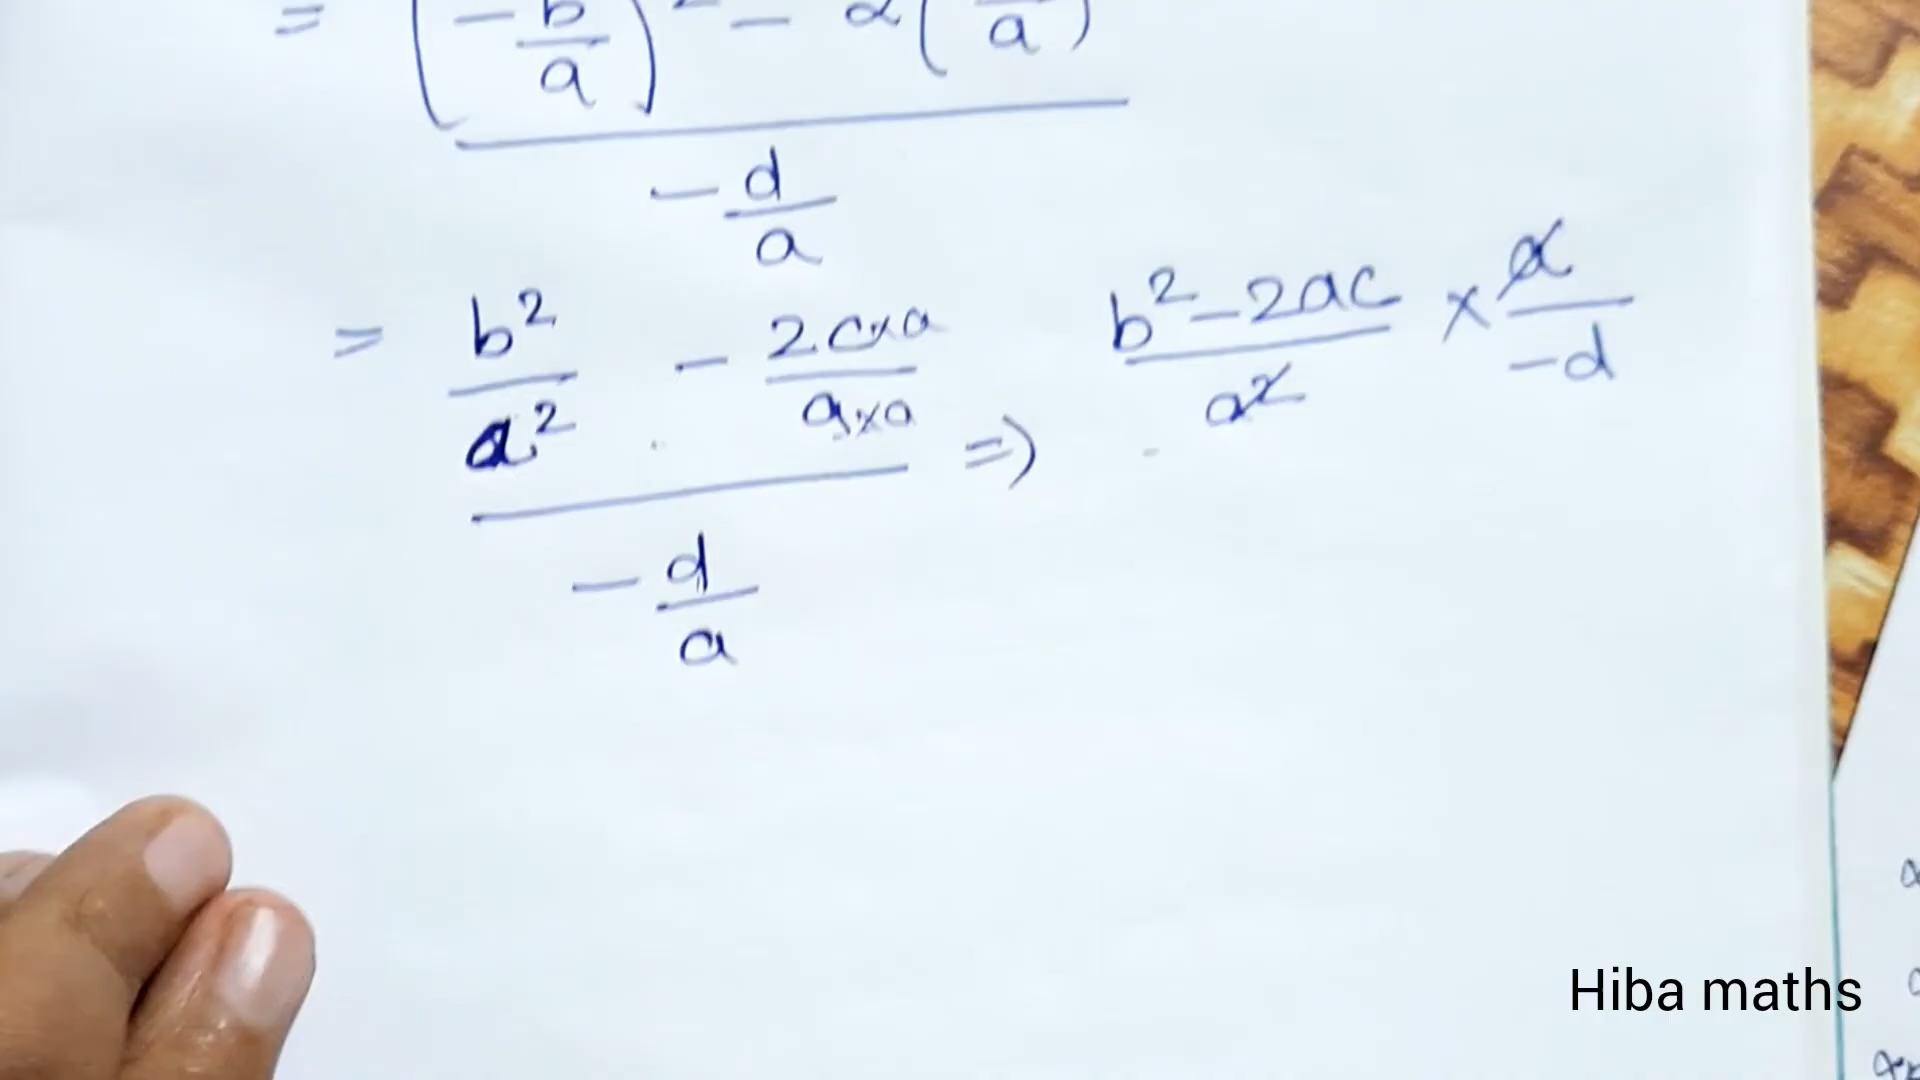 = (-b/a)² - 2( /a)
-d/a
= b²/a² - 2c×a/a×a => b²-2ac/a² × a/-d
-d/a
Hiba maths